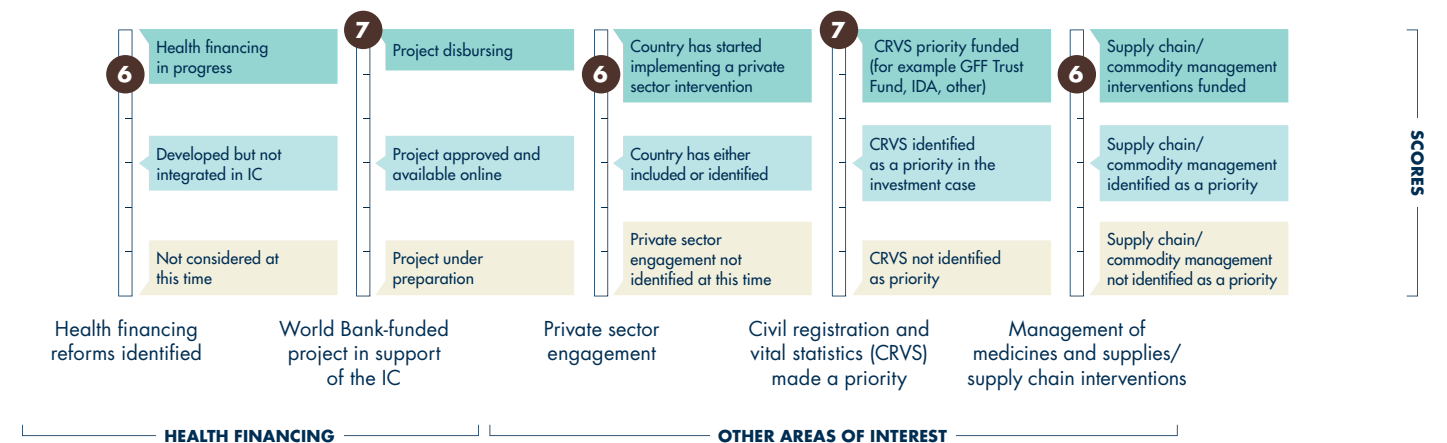 6
Health financing
in progress
Developed but not
integrated in IC
Not considered at
this time
Health financing
reforms identified
7
Project disbursing
Project approved and
available online
Project under
preparation
World Bank-funded
project in support
of the IC
6
Country has started
implementing a private
sector intervention
Country has either
included or identified
Private sector
engagement not
identified at this time
Private sector
engagement
7
CRVS priority funded
(for example GFF Trust
Fund, IDA, other)
CRVS identified
as a priority in the
investment case
CRVS not identified
as priority
Civil registration and
vital statistics (CRVS)
made a priority
6
Supply chain/
commodity management
interventions funded
Supply chain/
commodity management
identified as a priority
Supply chain/
commodity management
not identified as a priority
Management of
medicines and supplies/
supply chain interventions
SCORES
HEALTH FINANCING
OTHER AREAS OF INTEREST